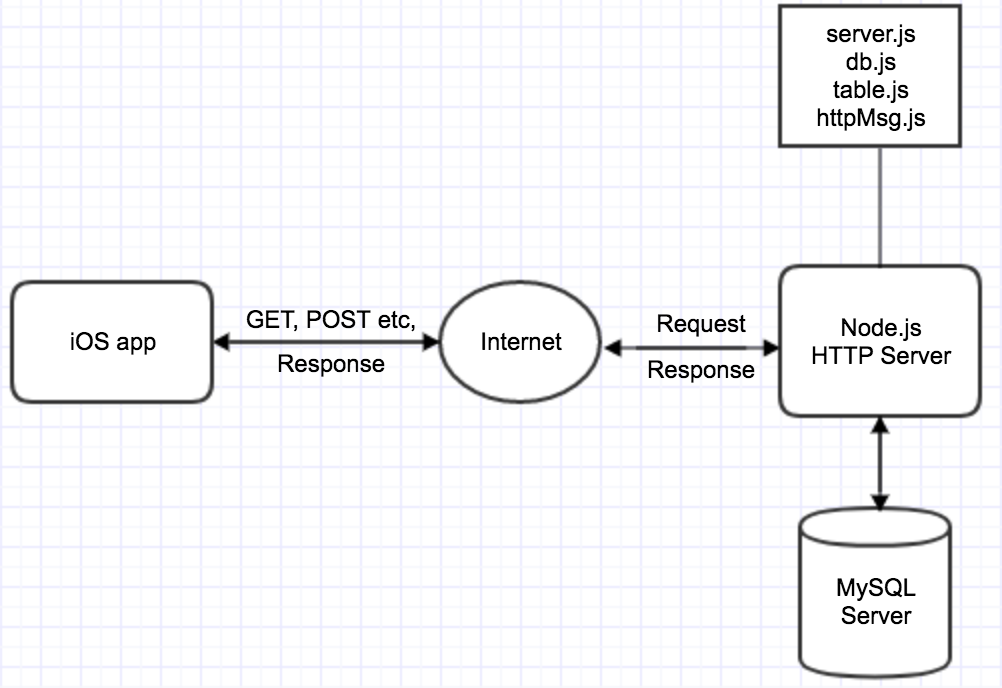 server.js
db.js
table.js
httpMsg.js
iOS app
GET, POST etc,
Response
Internet
Request
Response
Node.js
HTTP Server
MySQL
Server